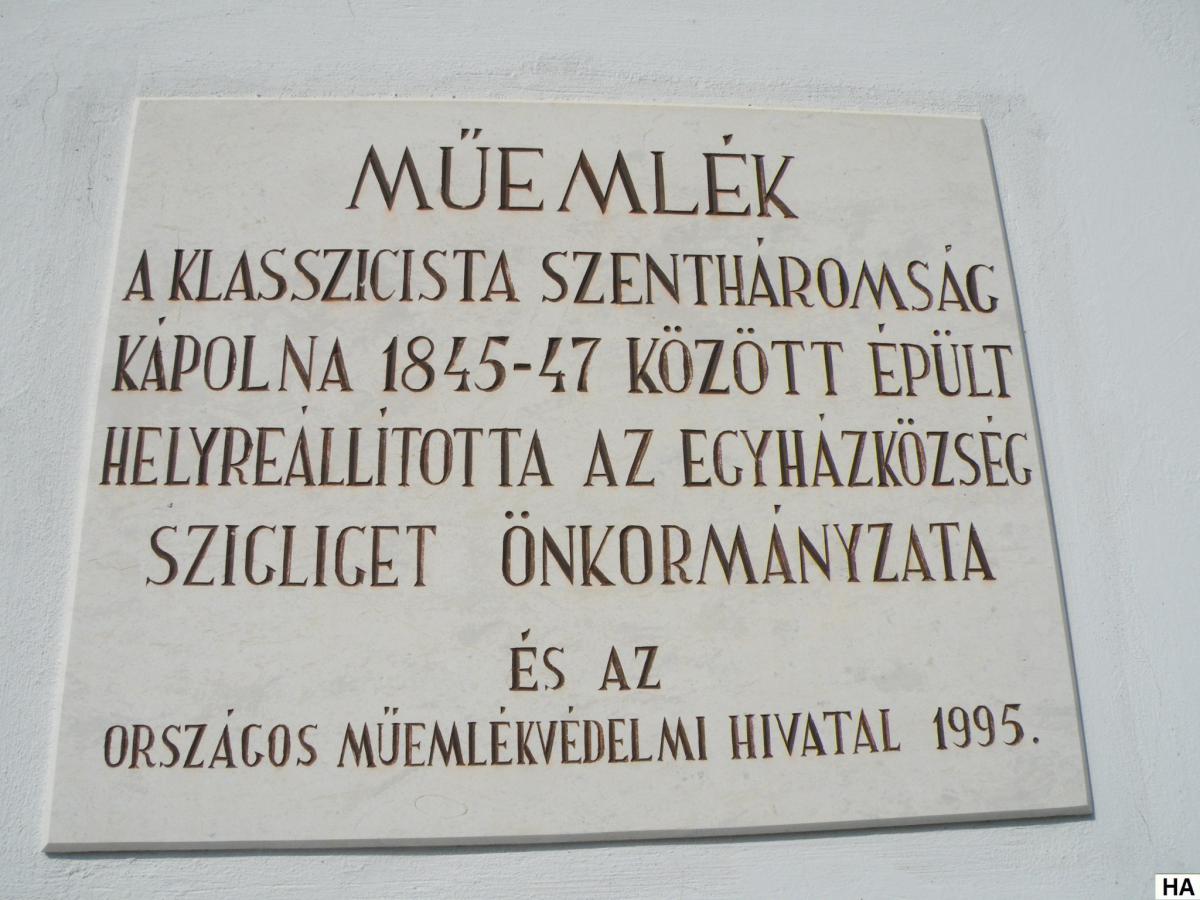 MŰEMLÉK
A KLASSZICISTA SZENTHÁROMSÁG
KÁPOLNA 1845-47 KÖZÖTT ÉPÜLT
HELYREÁLLÍTOTTA AZ EGYHÁZKÖZSÉG
SZIGLIGET ÖNKORMÁNYZATA
ÉS AZ
ORSZÁGOS MŰEMLÉKVÉDELMI HIVATAL 1995.
HA